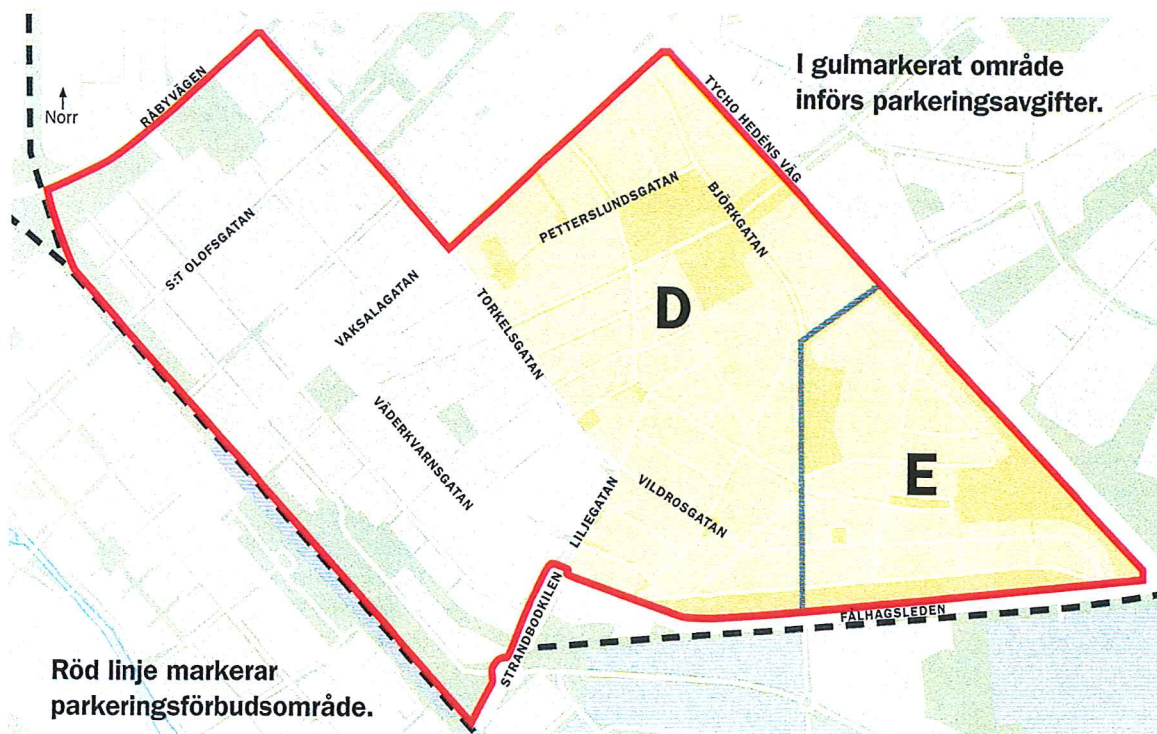 I gulmarkerat område
införs parkeringsavgifter.
Norr
RÅBYVÄGEN
TYCHO HEDÉNS VÄG
S:T OLOFSGATAN
PETTERSLUNDSGATAN
BJÖRKGATAN
VAKSALAGATAN
TORKELSGATAN
D
VÄDERKVARNSGATAN
E
LILJEGATAN
VILDROSGATAN
STRANDBODKILEN
FÅLHAGSLEDEN
Röd linje markerar
parkeringsförbudsområde.